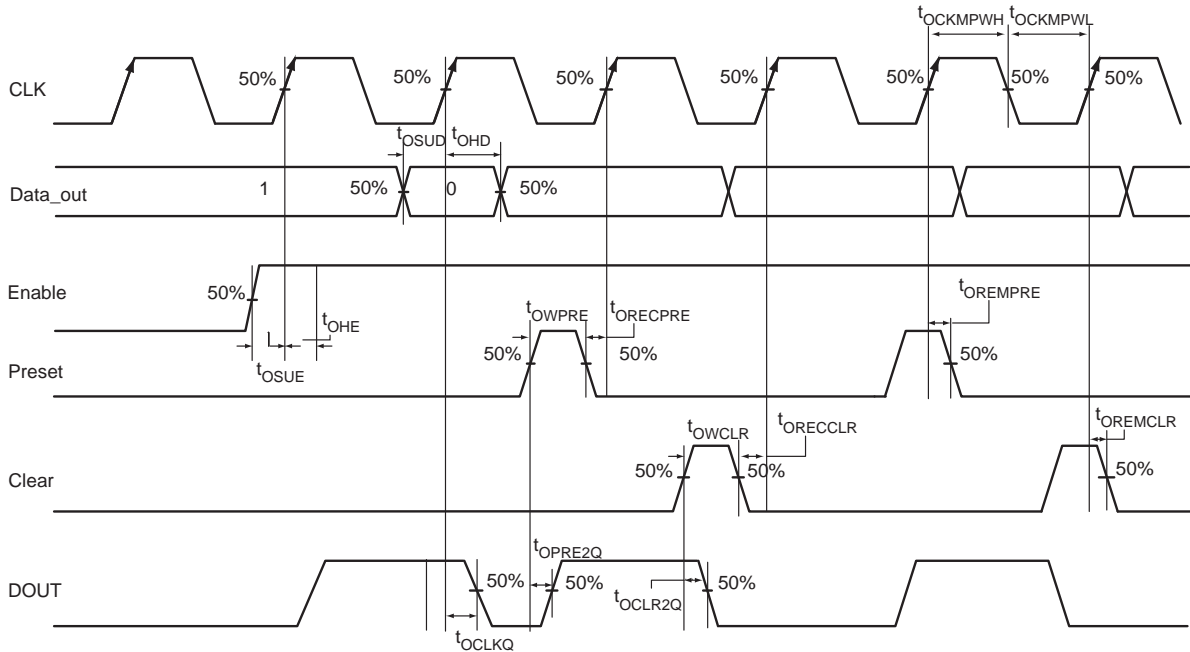 tOCKMPWH tOCKMPWL
CLK 50% 50% 50% 50% 50% 50% 50%
tOSUD tOHD
Data_out 1 50% 0 50%
Enable 50%
tOSUE tOHE
tOWPRE tORECPRE tOREMPRE
Preset 50% 50% 50%
tOWCLR tORECCLR tOREMCLR
Clear 50% 50% 50%
tOPRE2Q
DOUT 50% 50% 50%
tOCLKQ tOCLR2Q